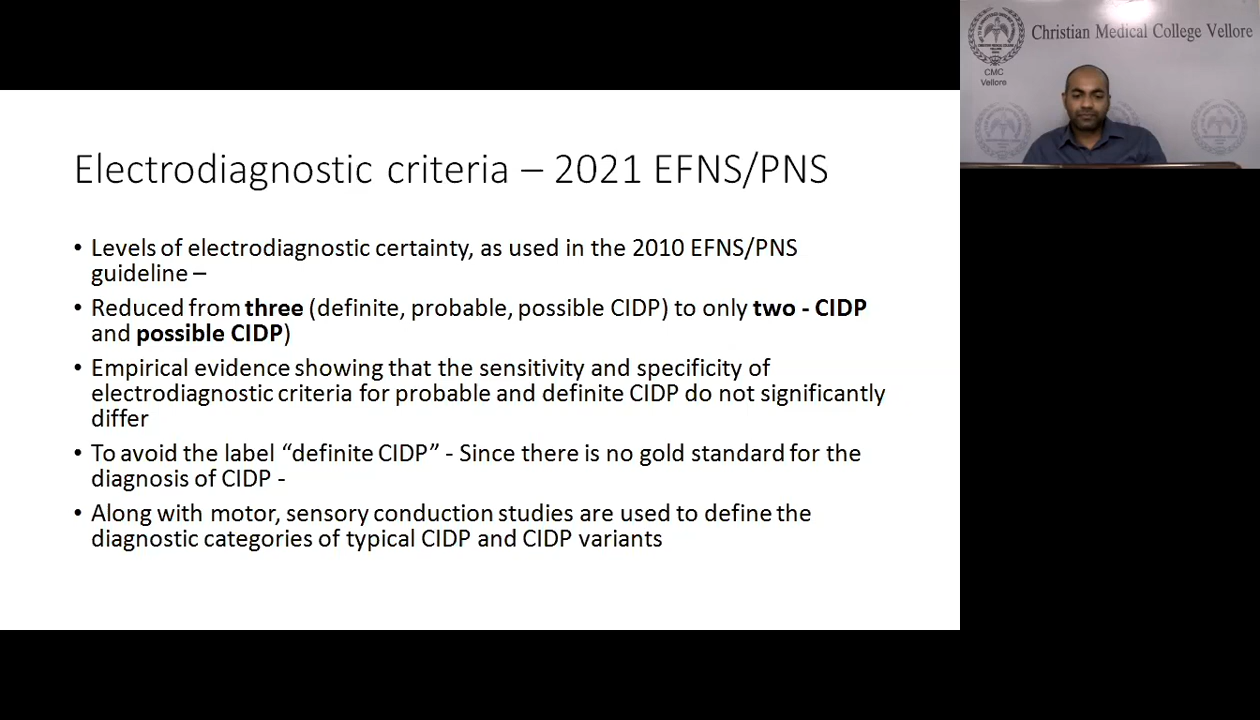 Electrodiagnostic criteria – 2021 EFNS/PNS
• Levels of electrodiagnostic certainty, as used in the 2010 EFNS/PNS
guideline –
• Reduced from three (definite, probable, possible CIDP) to only two - CIDP
and possible CIDP)
• Empirical evidence showing that the sensitivity and specificity of
electrodiagnostic criteria for probable and definite CIDP do not significantly
differ
• To avoid the label “definite CIDP” - Since there is no gold standard for the
diagnosis of CIDP -
• Along with motor, sensory conduction studies are used to define the
diagnostic categories of typical CIDP and CIDP variants
Christian Medical College Vellore
CMC
Vellore